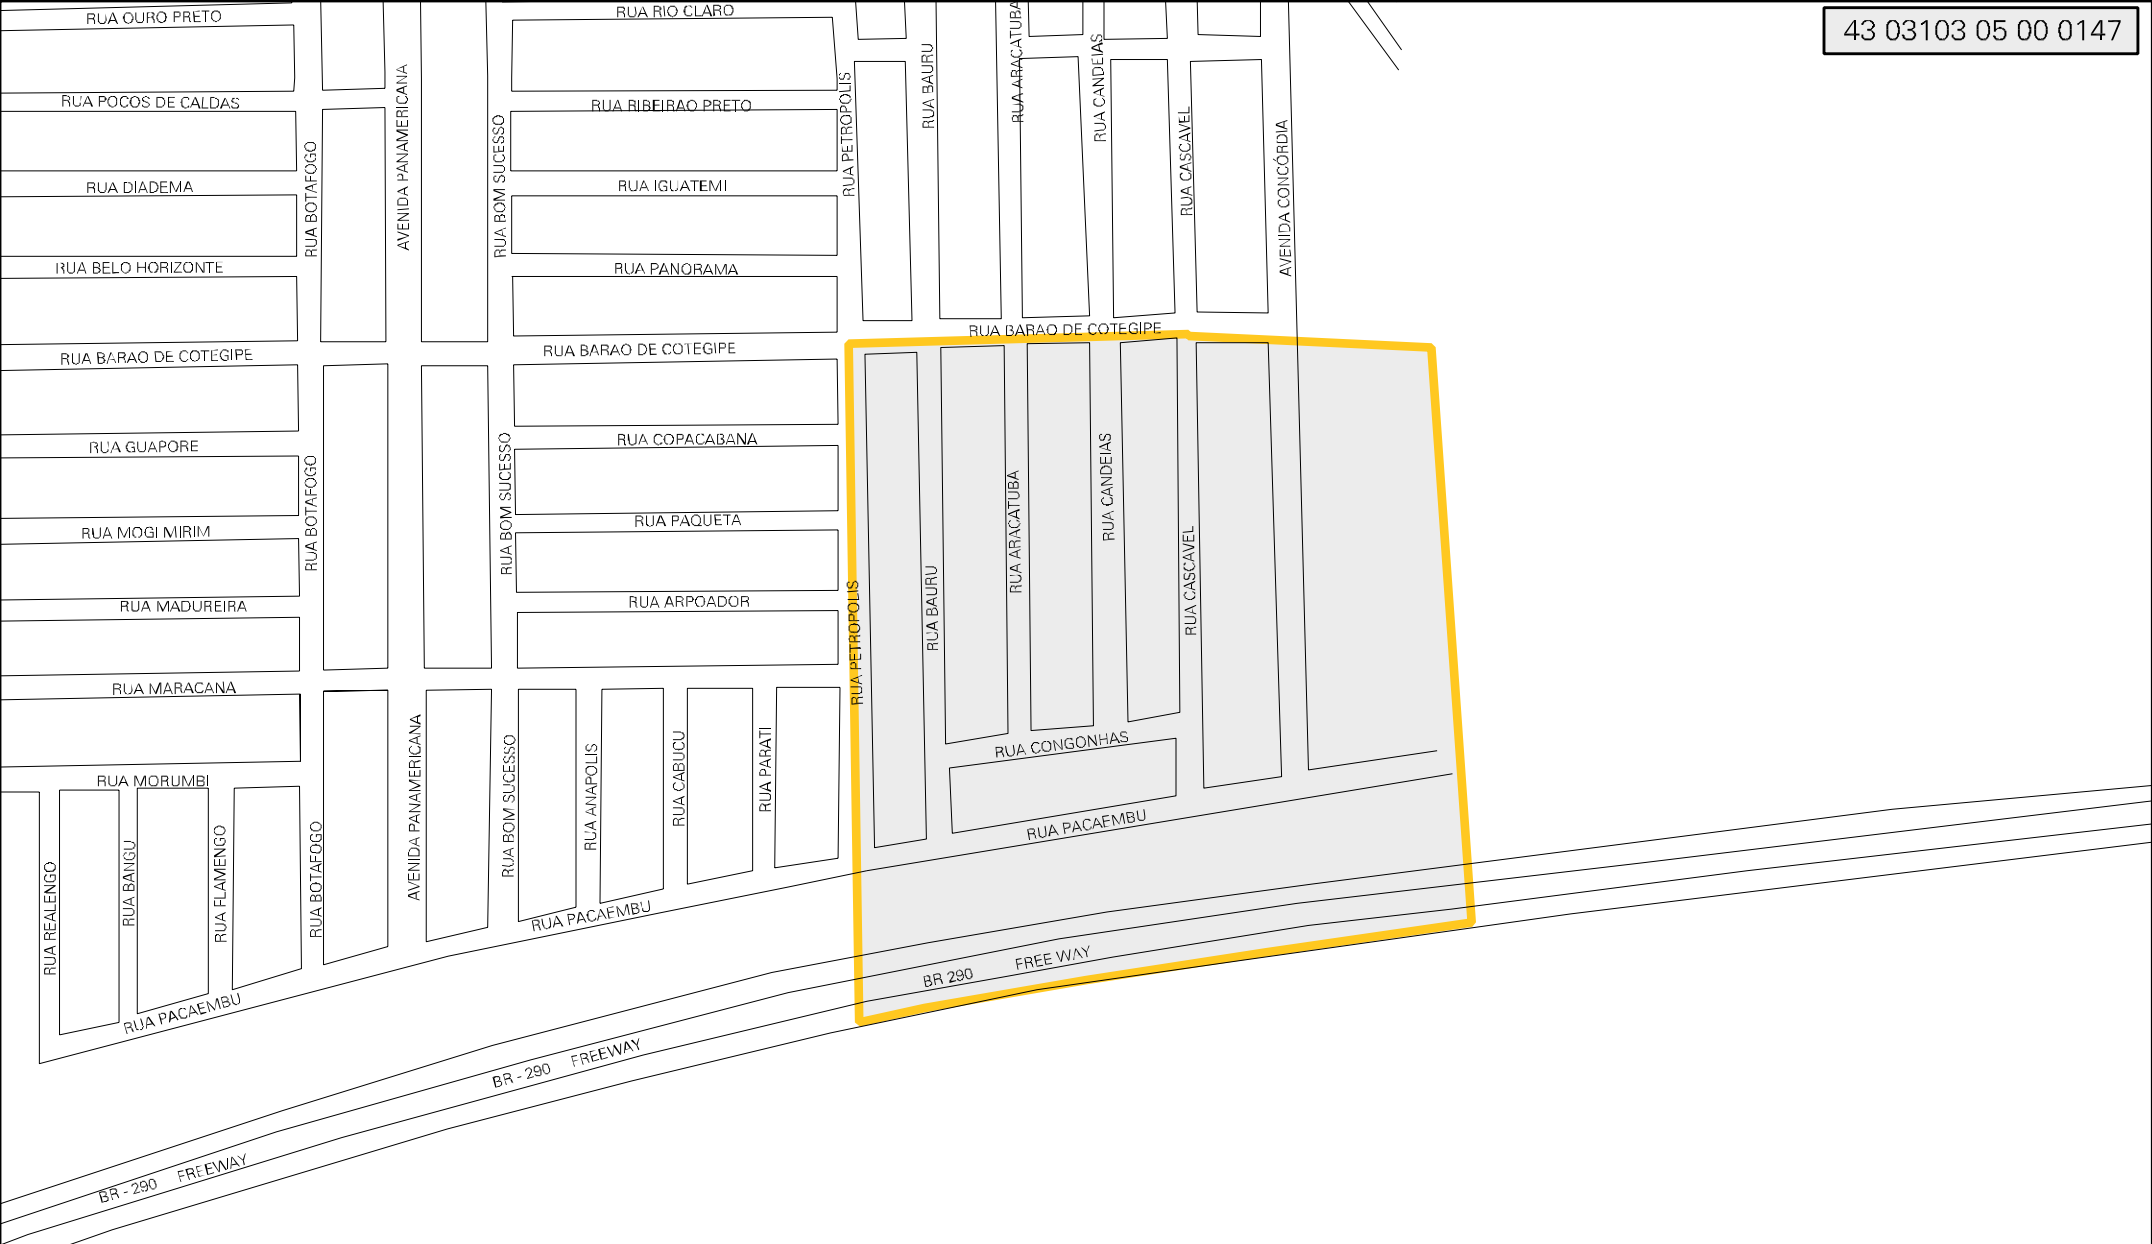 43 03103 05 00 0147
RUA OURO PRETO
RUA RIO CLARO
RUA POCOS DE CALDAS
RUA RIBEIRAO PRETO
RUA DIADEMA
RUA IGUATEMI
RUA BELO HORIZONTE
RUA PANORAMA
RUA BOTAFOGO
AVENIDA PANAMERICANA
RUA BOM SUCESSO
RUA PETROPOLIS
RUA BAURU
RUA ARACATUBA
RUA CANDEIAS
RUA CASCAVEL
AVENIDA CONCÓRDIA
RUA BARAO DE COTEGIPE
RUA BARAO DE COTEGIPE
RUA BARAO DE COTEGIPE
RUA GUAPORE
RUA COPACABANA
RUA MOGI MIRIM
RUA PAQUETA
RUA MADUREIRA
RUA ARPOADOR
RUA BOTAFOGO
RUA BOM SUCESSO
RUA PETROPOLIS
RUA BAURU
RUA ARACATUBA
RUA CANDEIAS
RUA CASCAVEL
RUA MARACANA
RUA MORUMBI
RUA CONGONHAS
RUA PACAEMBU
RUA REALENGO
RUA BANGU
RUA FLAMENGO
RUA BOTAFOGO
AVENIDA PANAMERICANA
RUA BOM SUCESSO
RUA ANAPOLIS
RUA CABUCU
RUA PARATI
RUA PACAEMBU
RUA PACAEMBU
BR 290 FREE WAY
BR - 290 FREEWAY
BR - 290 FREEWAY